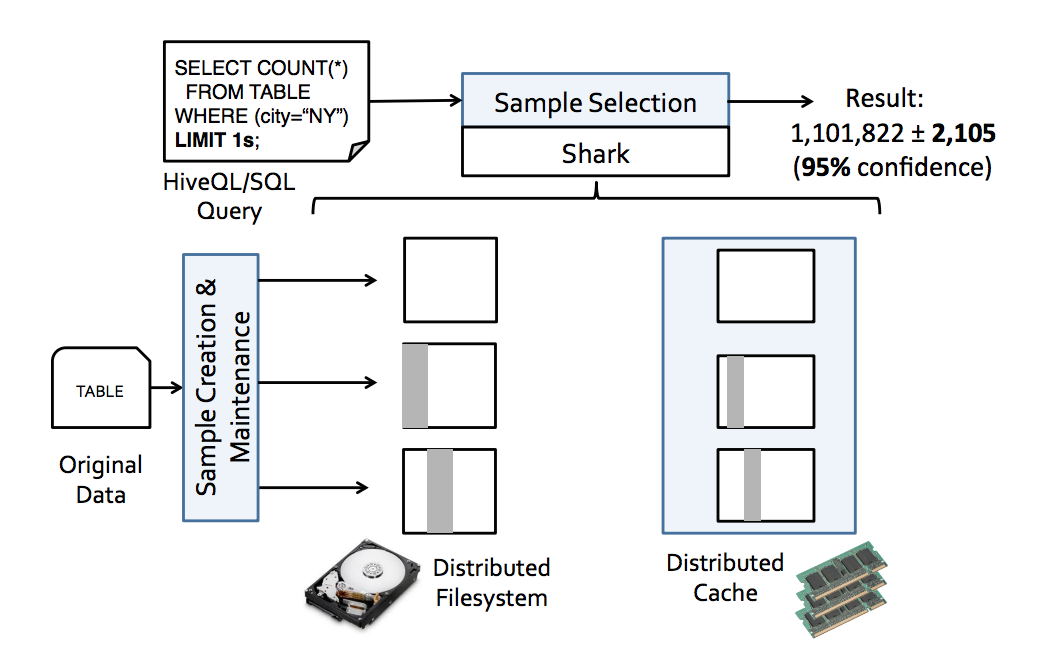 SELECT COUNT(*)
FROM TABLE
WHERE (city=“NY”)
LIMIT 1s;
HiveQL/SQL
Query
Sample Selection
Shark
Result:
1,101,822 ± 2,105
(95% confidence)
TABLE
Original
Data
Sample Creation &
Maintenance
Distributed
Filesystem
Distributed
Cache